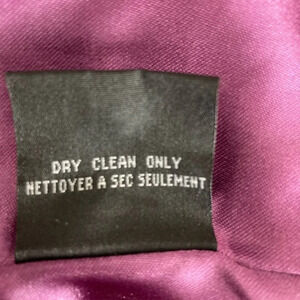 DRY CLEAN ONLY
NETTOYER A SEC SEULEMENT